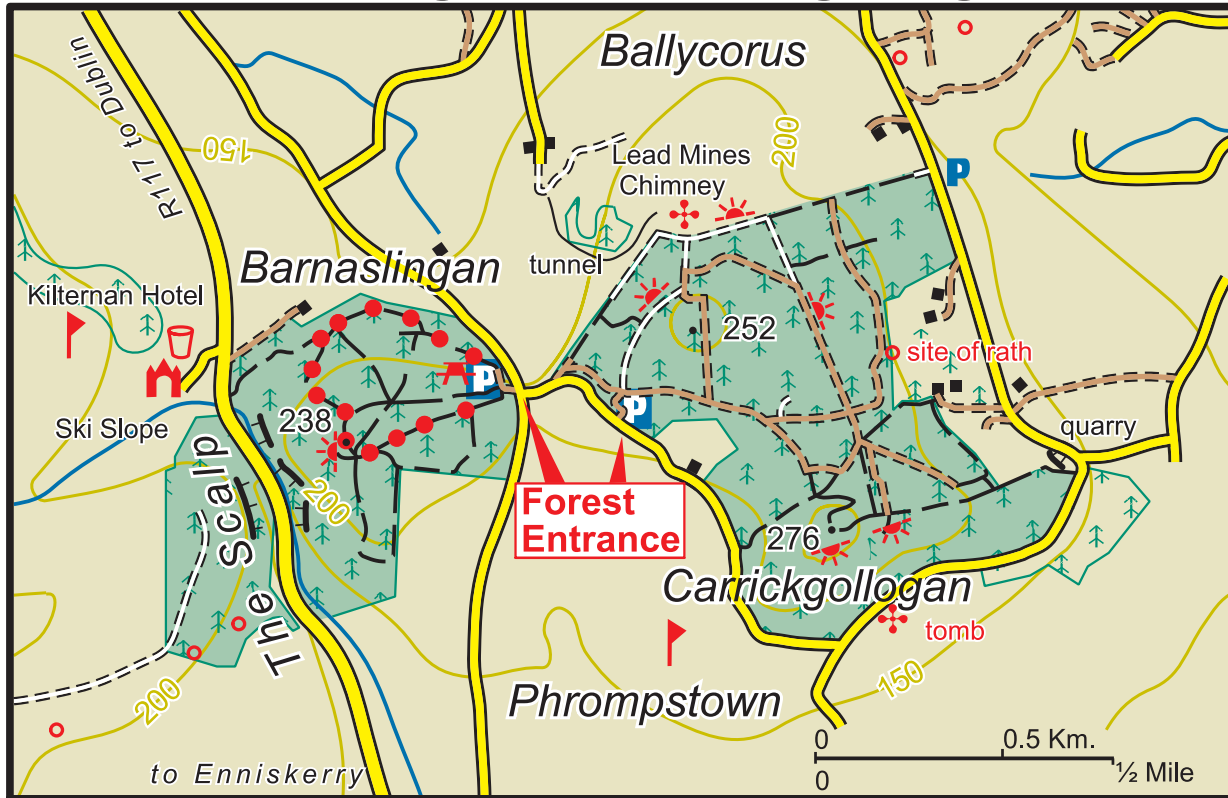 Ballycorus
R117 to Dublin
150
200
Lead Mines
Chimney
P
Barnaslingan
tunnel
Kilternan Hotel
252
site of rath
P
P
Ski Slope
238
quarry
The Scalp
200
Forest
Entrance
276
Carrickgollogan
tomb
200
Phrompstown
150
0 0.5 Km.
0 ½ Mile
to Enniskerry